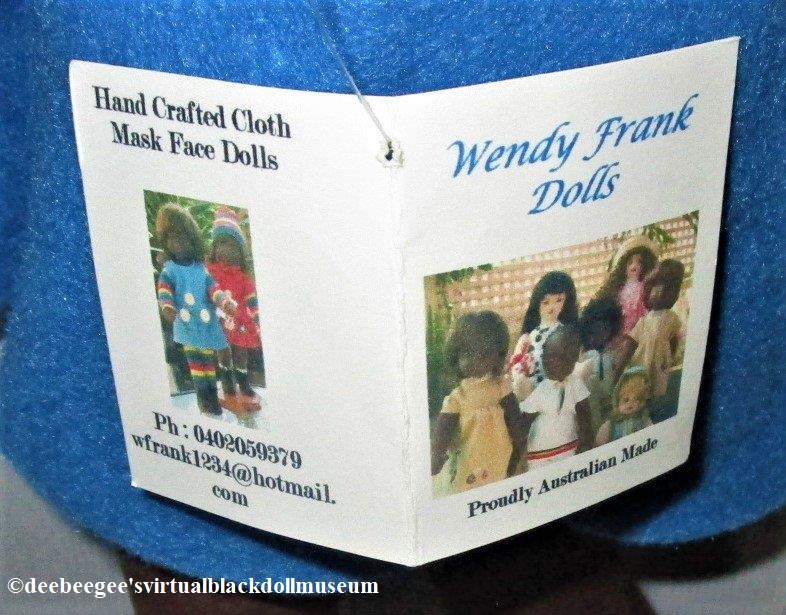 Hand Crafted Cloth
Mask Face Dolls
Ph : 0402059379
wfrank1234@hotmail.
com
Wendy Frank
Dolls
Proudly Australian Made
©deebeegee'svirtualblackdollmuseum